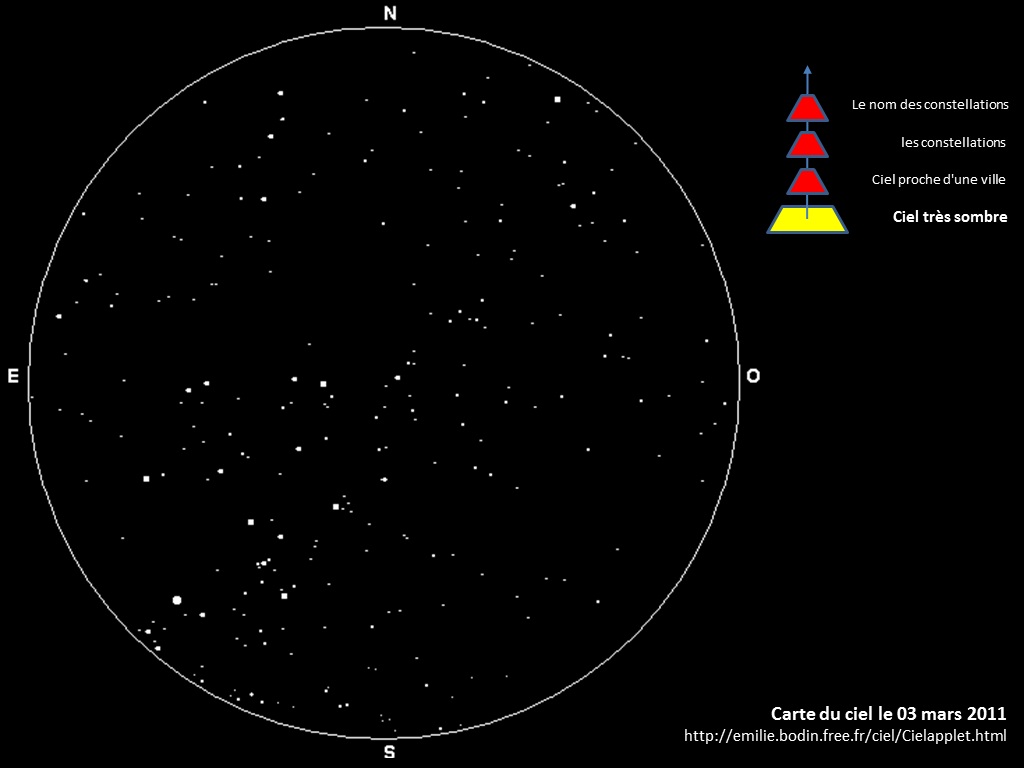 N
Le nom des constellations
les constellations
Ciel proche d'une ville
Ciel très sombre
E
O
Carte du ciel le 03 mars 2011
http://emilie.bodin.free.fr/ciel/Cielapplet.html
S